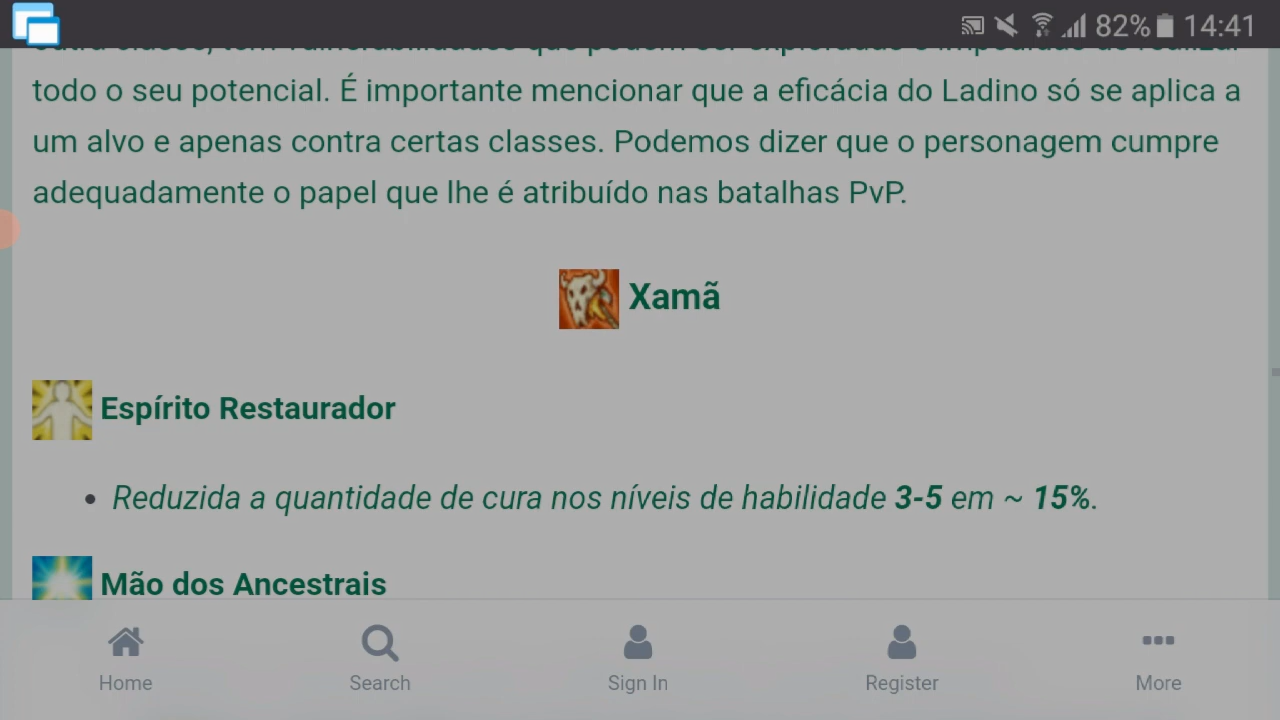 82% 14:41
todo o seu potencial. É importante mencionar que a eficácia do Ladino só se aplica a
um alvo e apenas contra certas classes. Podemos dizer que o personagem cumpre
adequadamente o papel que lhe é atribuído nas batalhas PvP.
Xamã
Espírito Restaurador
• Reduzida a quantidade de cura nos níveis de habilidade 3-5 em ~ 15%.
Mão dos Ancestrais
Home Search Sign In Register More